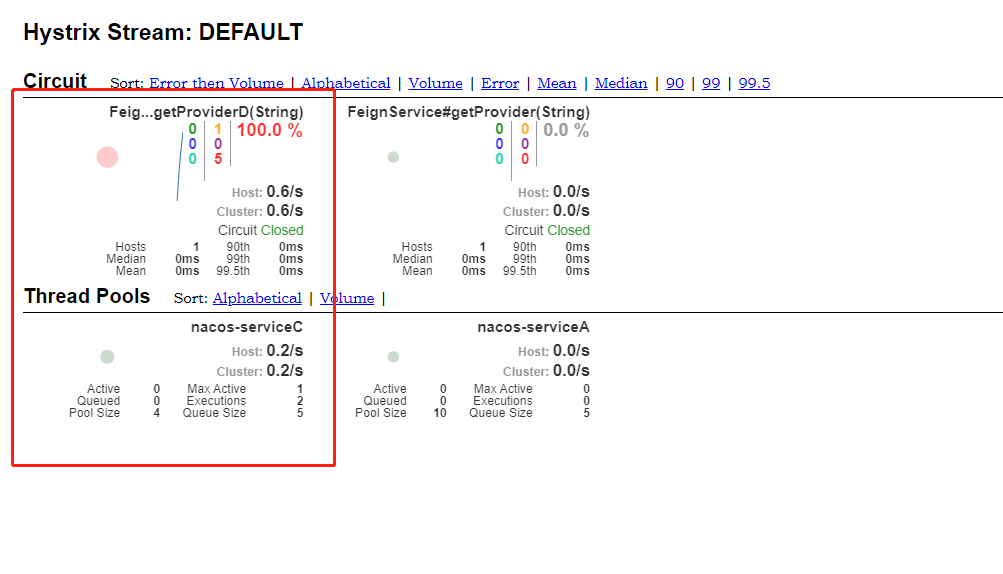 Hystrix Stream: DEFAULT
Circuit Sort: Error then Volume | Alphabetical | Volume | Error | Mean | Median | 90 | 99 | 99.5
Feig...getProviderD(String) FeignService#getProvider(String)
0 1 100.0 % 0 0 0.0 %
0 0 0 0
0 5 0 0
Host: 0.6/s Host: 0.0/s
Cluster: 0.6/s Cluster: 0.0/s
Circuit Closed Circuit Closed
Hosts 1 90th 0ms Hosts 1 90th 0ms
Median 0ms 99th 0ms Median 0ms 99th 0ms
Mean 0ms 99.5th 0ms Mean 0ms 99.5th 0ms
Thread Pools Sort: Alphabetical | Volume |
nacos-serviceC nacos-serviceA
Host: 0.2/s Host: 0.0/s
Cluster: 0.2/s Cluster: 0.0/s
Active 0 Max Active 1 Active 0 Max Active 0
Queued 0 Executions 2 Queued 0 Executions 0
Pool Size 4 Queue Size 5 Pool Size 10 Queue Size 5